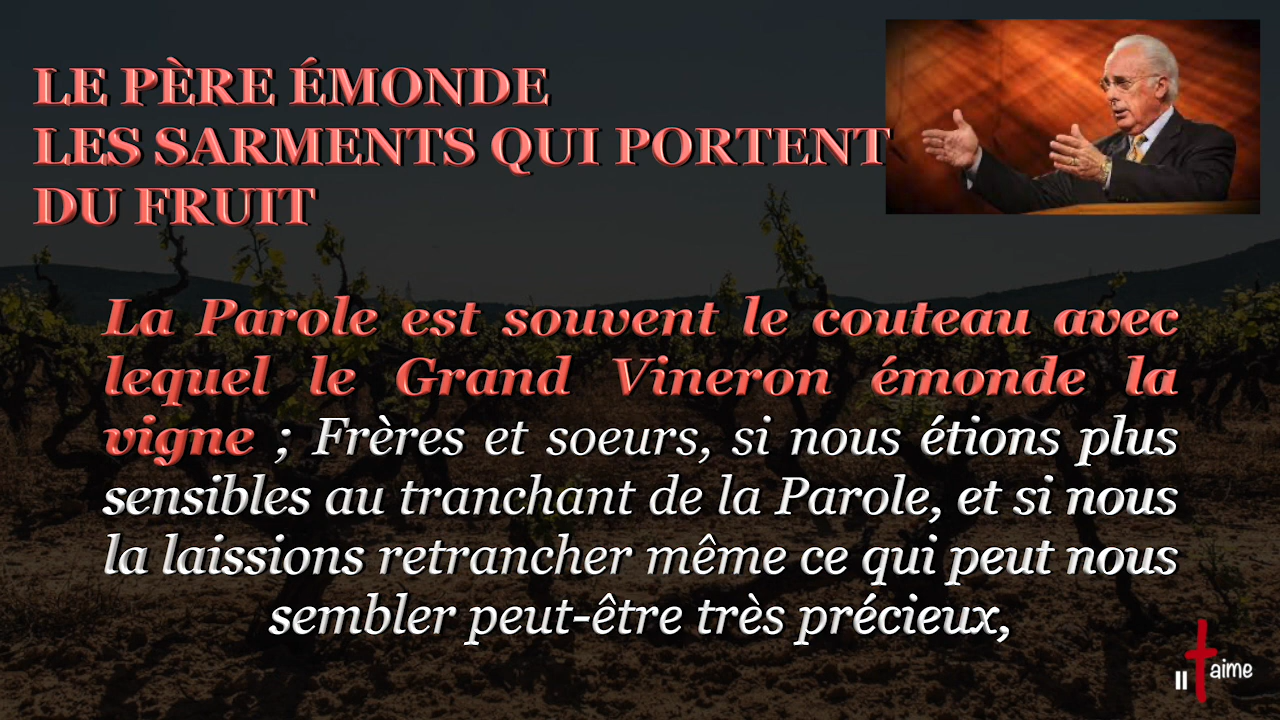 LE PÈRE ÉMONDE
LES SARMENTS QUI PORTENT
DU FRUIT
La Parole est souvent le couteau avec
lequel le Grand Vineron émonde la
vigne ; Frères et soeurs, si nous étions plus
sensibles au tranchant de la Parole, et si nous
la laissions retrancher même ce qui peut nous
sembler peut-être très précieux,
Il t aime